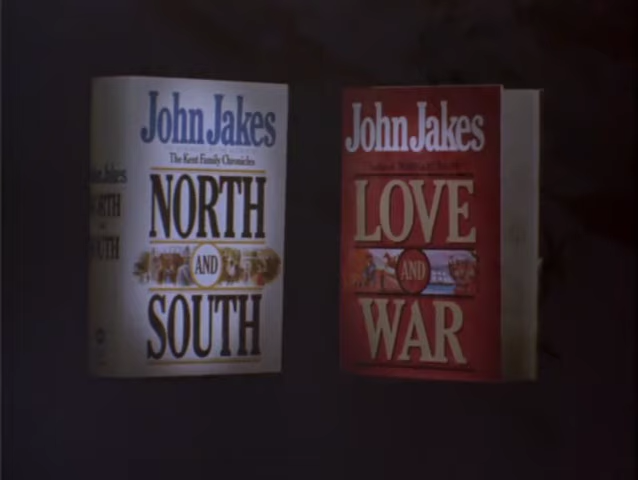 John Jakes
The Kent Family Chronicles
NORTH
AND
SOUTH
John Jakes
LOVE
AND
WAR